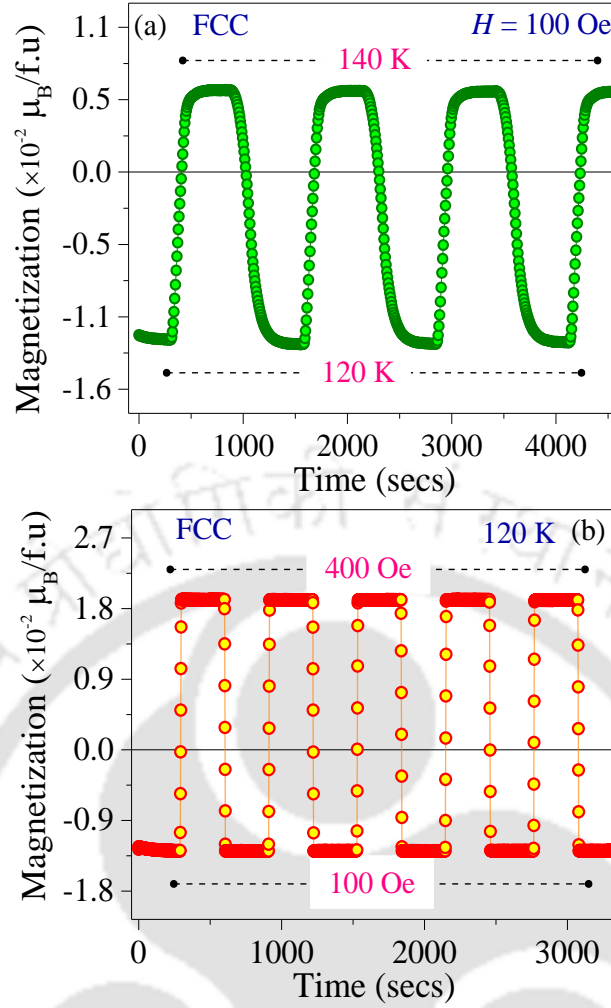 (a) FCC H = 100 Oe
1.1
140 K
0.5
0.0
-0.5
-1.1
120 K
-1.6
0 1000 2000 3000 4000
Time (secs)
Magnetization (×10⁻² μ_B/f.u)
FCC 120 K (b)
2.7
400 Oe
1.8
0.9
0.0
-0.9
100 Oe
-1.8
0 1000 2000 3000
Time (secs)
Magnetization (×10⁻² μ_B/f.u)